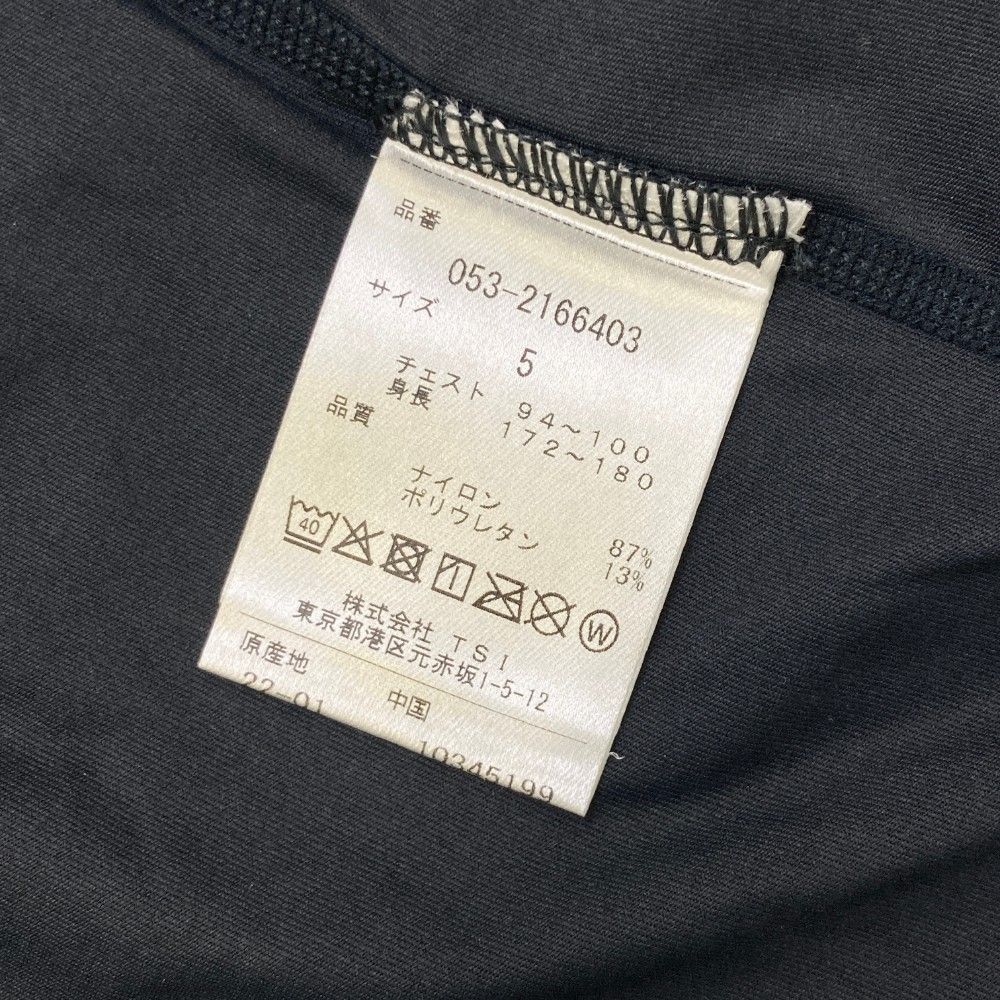 品番
053-2166403
サイズ
5
チェスト 94～100
身長 172～180
品質
ナイロン 87%
ポリウレタン 13%
40 W
株式会社 TSI
東京都港区元赤坂1-5-12
原産地 中国
22-01 10345199